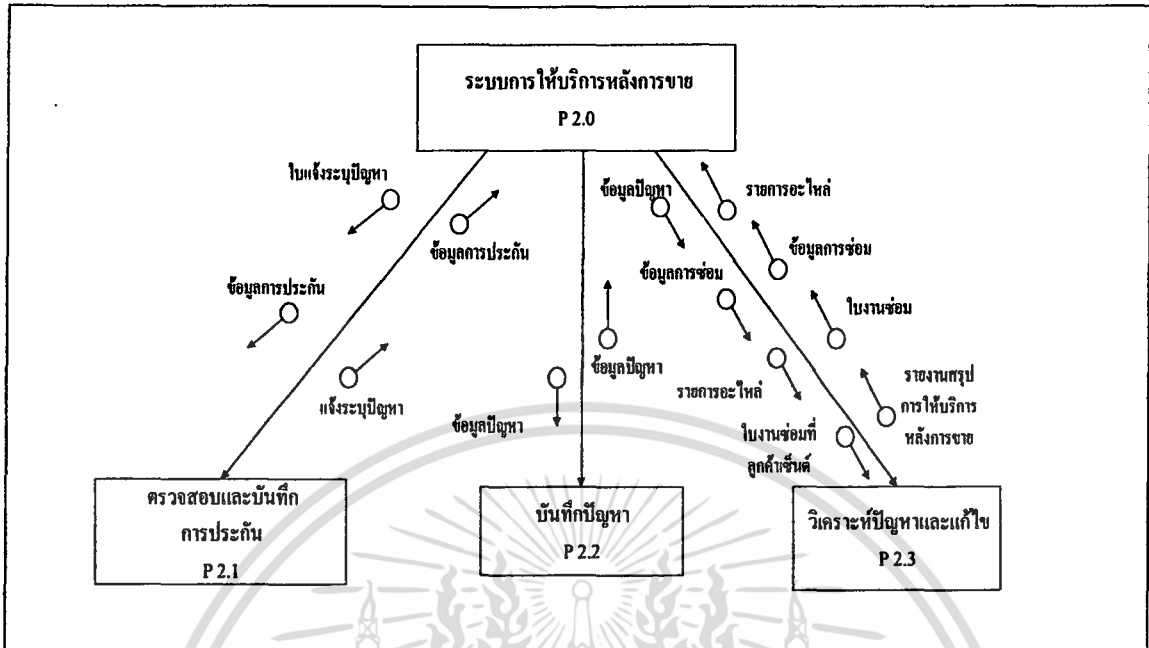 ระบบการให้บริการหลังการขาย
P 2.0
ใบแจ้งระบุปัญหา
ข้อมูลการประกัน
ข้อมูลการประกัน
แจ้งระบุปัญหา
ข้อมูลปัญหา
ข้อมูลปัญหา
ข้อมูลปัญหา
ข้อมูลการซ่อม
รายการอะไหล่
ใบงานซ่อมที่
ลูกค้าเซ็นต์
รายการอะไหล่
ข้อมูลการซ่อม
ใบงานซ่อม
รายงานสรุป
การให้บริการ
หลังการขาย
ตรวจสอบและบันทึก
การประกัน
P 2.1
บันทึกปัญหา
P 2.2
วิเคราะห์ปัญหาและแก้ไข
P 2.3